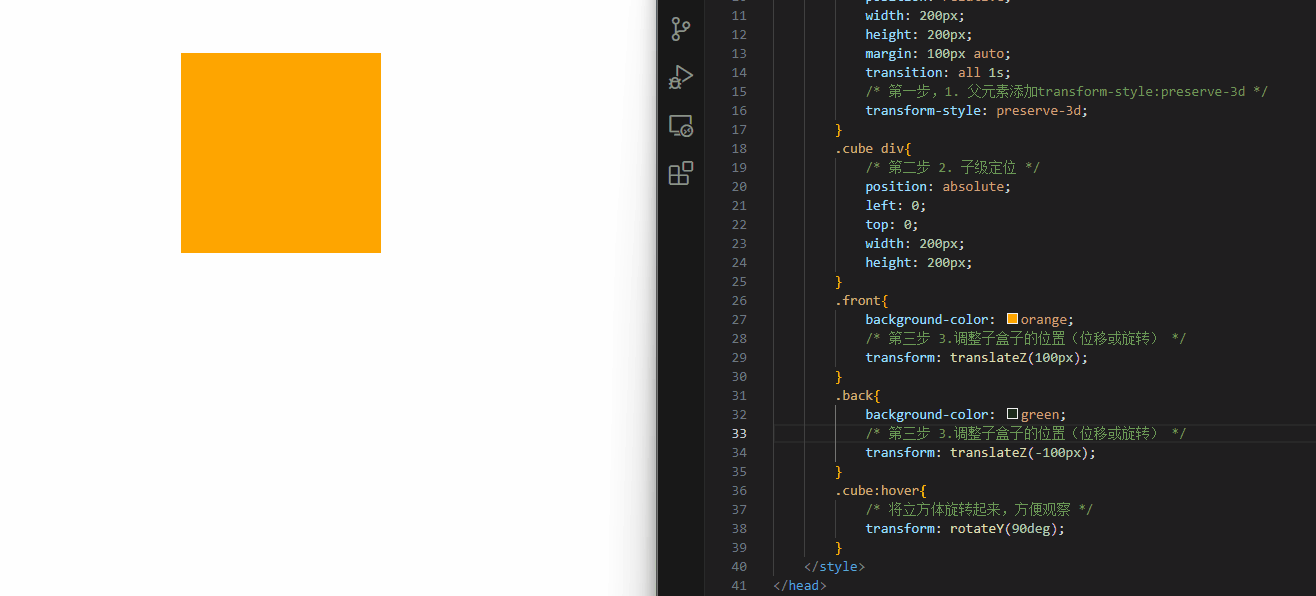 11 width: 200px;
12 height: 200px;
13 margin: 100px auto;
14 transition: all 1s;
15 /* 第一步，1. 父元素添加transform-style:preserve-3d */
16 transform-style: preserve-3d;
17 }
18 .cube div{
19 /* 第二步 2. 子级定位 */
20 position: absolute;
21 left: 0;
22 top: 0;
23 width: 200px;
24 height: 200px;
25 }
26 .front{
27 background-color: orange;
28 /* 第三步 3.调整子盒子的位置（位移或旋转） */
29 transform: translateZ(100px);
30 }
31 .back{
32 background-color: green;
33 /* 第三步 3.调整子盒子的位置（位移或旋转） */
34 transform: translateZ(-100px);
35 }
36 .cube:hover{
37 /* 将立方体旋转起来，方便观察 */
38 transform: rotateY(90deg);
39 }
40 </style>
41 </head>